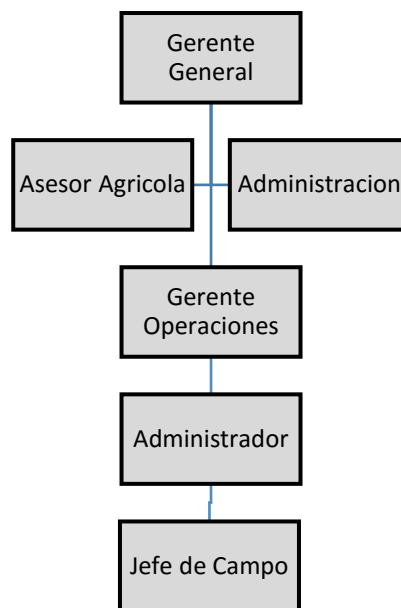 Gerente
General
Asesor Agricola
Administracion
Gerente
Operaciones
Administrador
Jefe de Campo